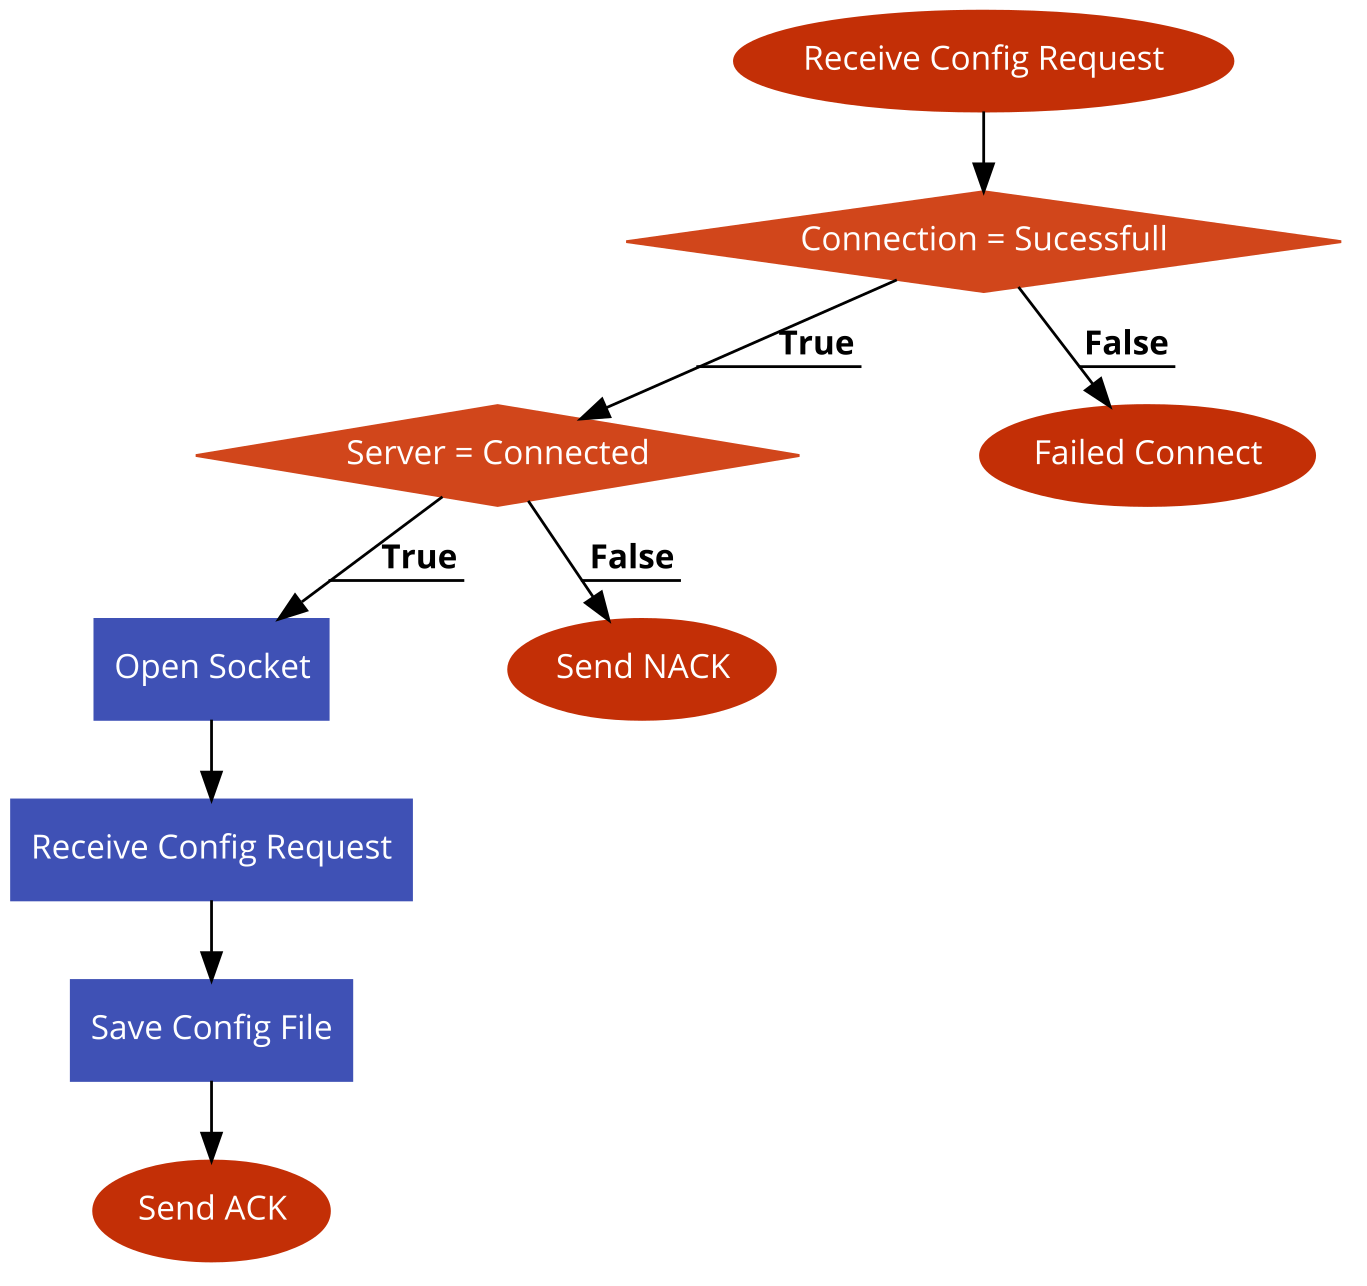 Receive Config Request
Connection = Sucessfull
True
False
Server = Connected
Failed Connect
True
False
Open Socket
Send NACK
Receive Config Request
Save Config File
Send ACK